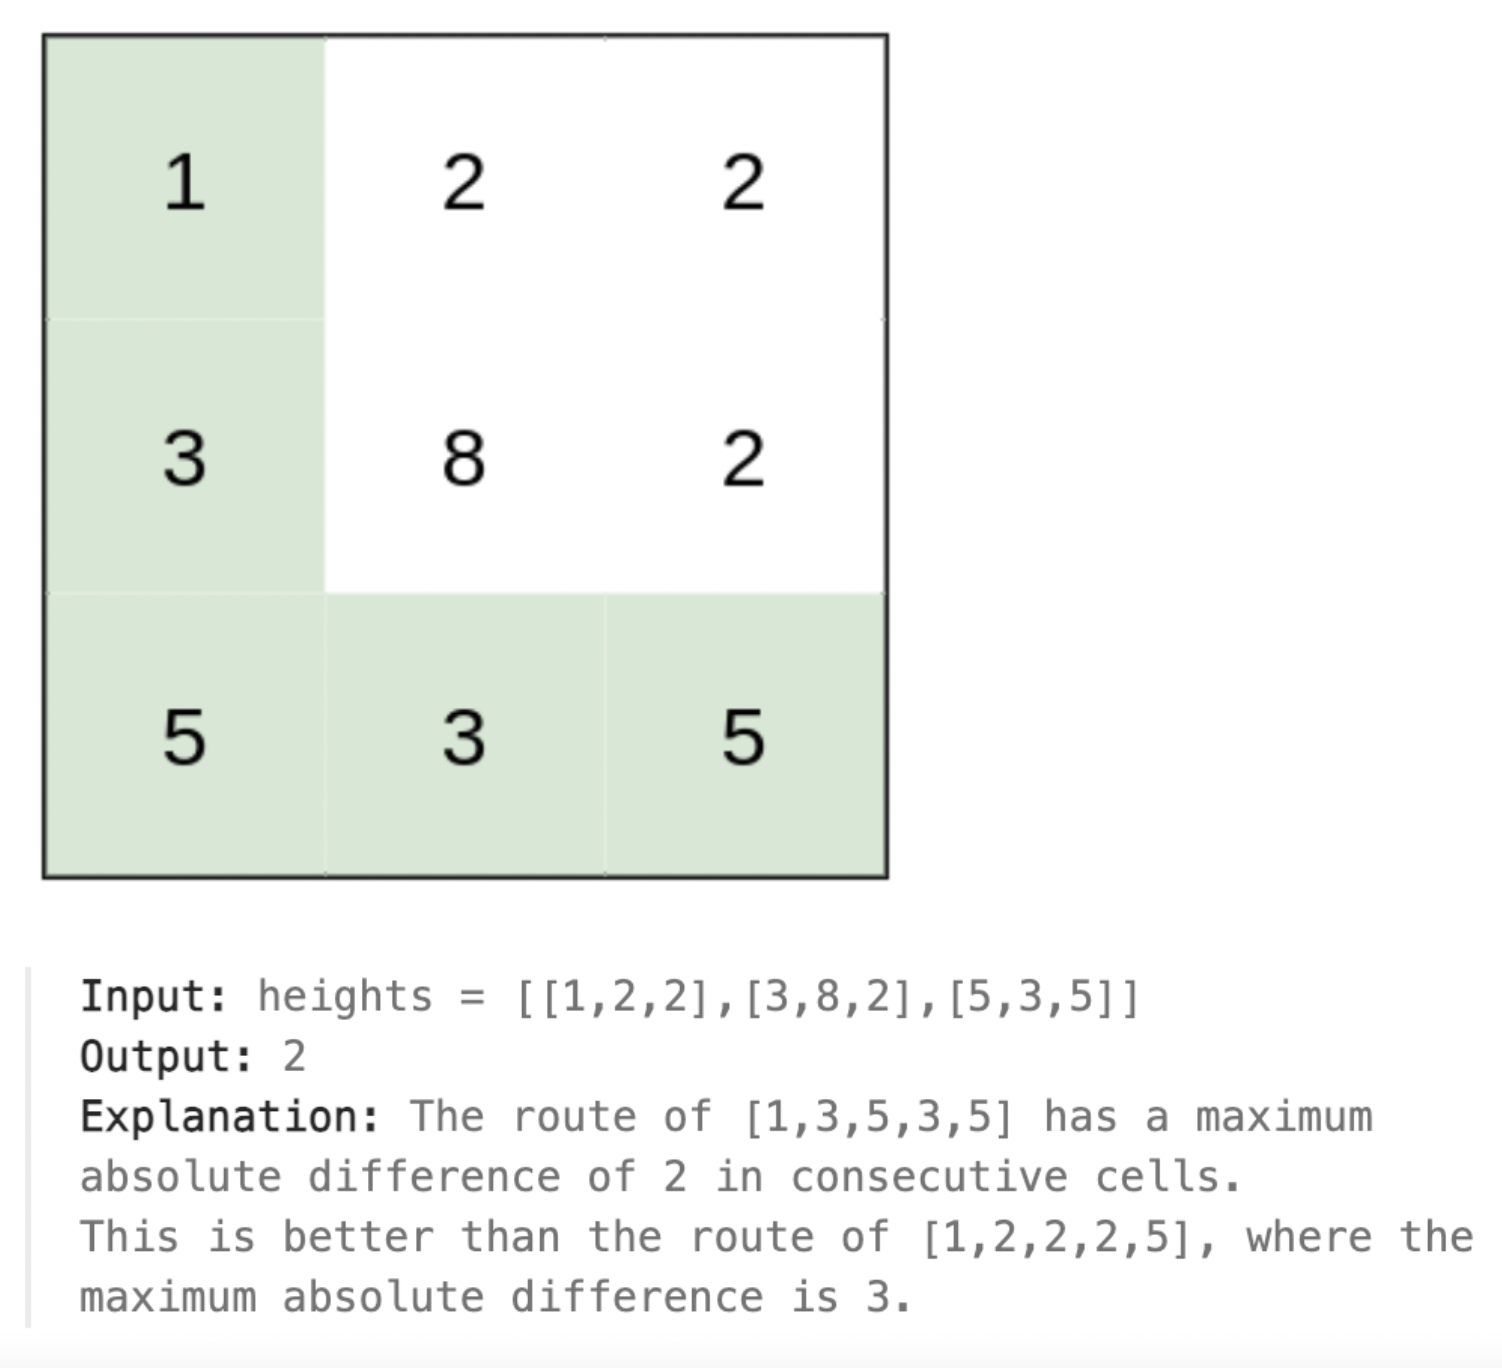 1 2 2
3 8 2
5 3 5
Input: heights = [[1,2,2],[3,8,2],[5,3,5]]
Output: 2
Explanation: The route of [1,3,5,3,5] has a maximum
absolute difference of 2 in consecutive cells.
This is better than the route of [1,2,2,2,5], where the
maximum absolute difference is 3.